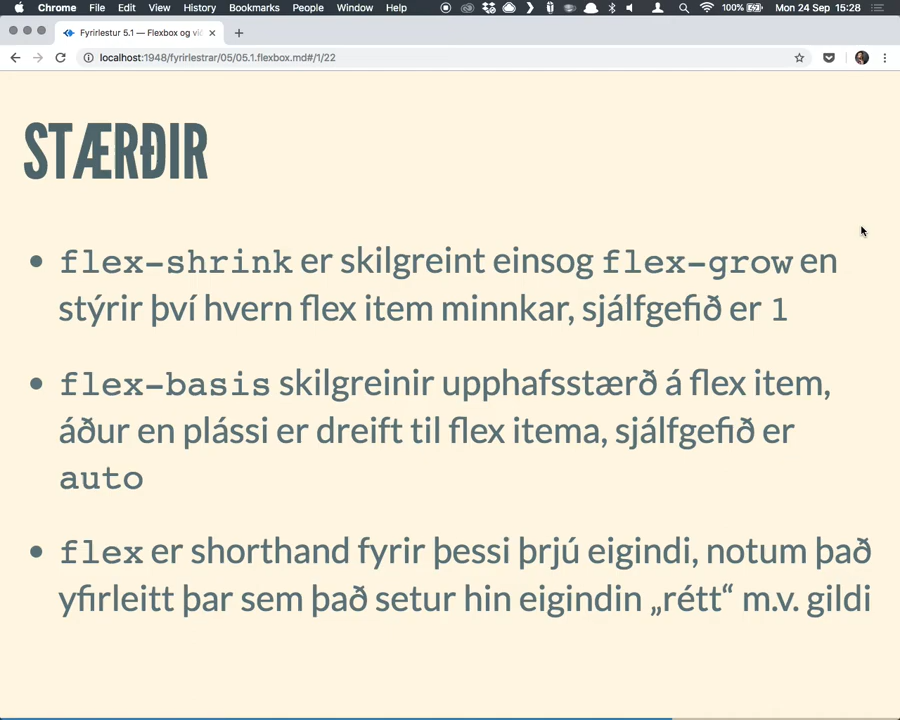 Chrome File Edit View History Bookmarks People Window Help 100% Mon 24 Sep 15:28
Fyrirlestur 5.1 — Flexbox og vi
localhost:1948/fyrirlestrar/05/05.1.flexbox.md#/1/22
STÆRÐIR
• flex-shrink er skilgreint einsog flex-grow en
stýrir því hvern flex item minnkar, sjálfgefið er 1
• flex-basis skilgreinir upphafsstærð á flex item,
áður en plássi er dreift til flex itema, sjálfgefið er
auto
• flex er shorthand fyrir þessi þrjú eigindi, notum það
yfirleitt þar sem það setur hin eigindin „rétt“ m.v. gildi